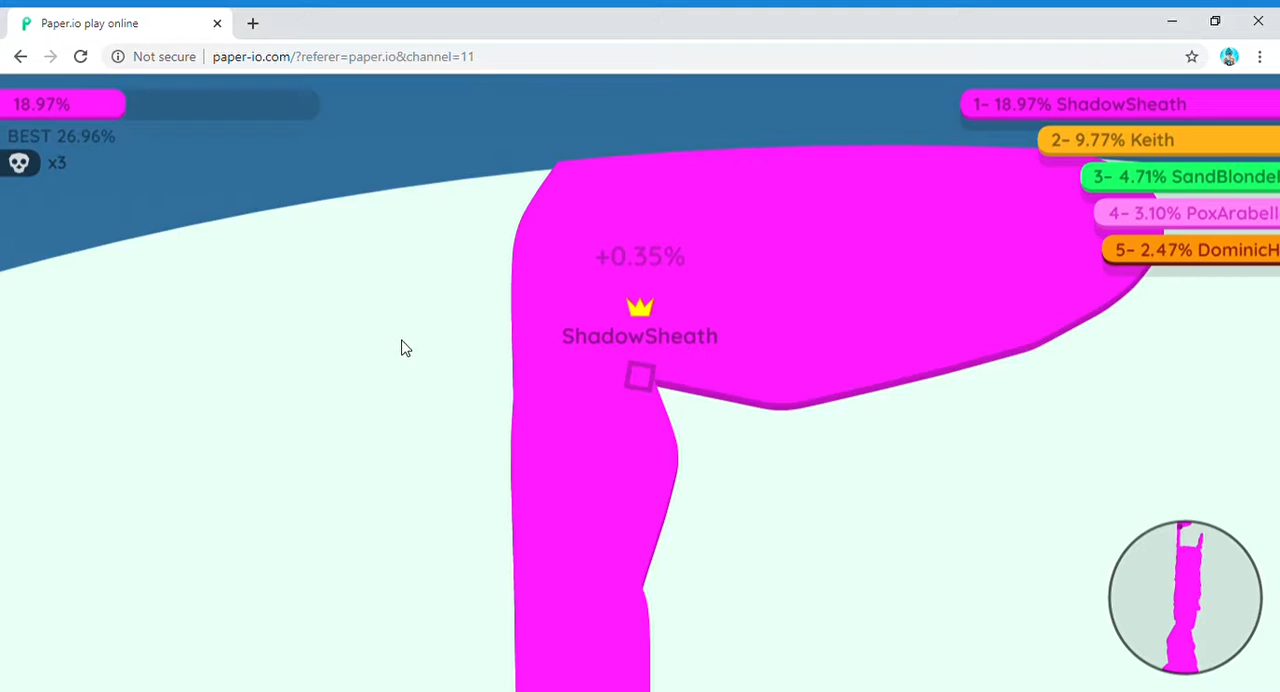 Paper.io play online
Not secure
paper-io.com/?referer=paper.io&channel=11
18.97%
BEST 26.96%
x3
1- 18.97% ShadowSheath
2- 9.77% Keith
3- 4.71% SandBlonde
4- 3.10% PoxArabell
5- 2.47% DominicH
+0.35%
ShadowSheath